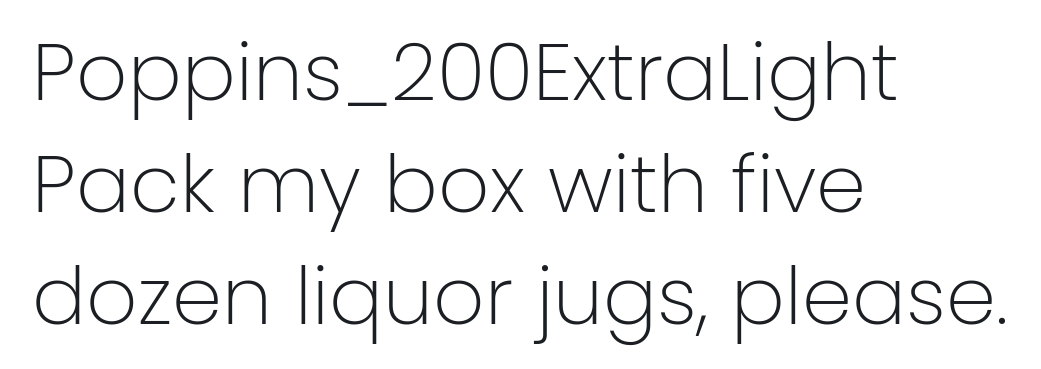 Poppins_200ExtraLight
Pack my box with five
dozen liquor jugs, please.